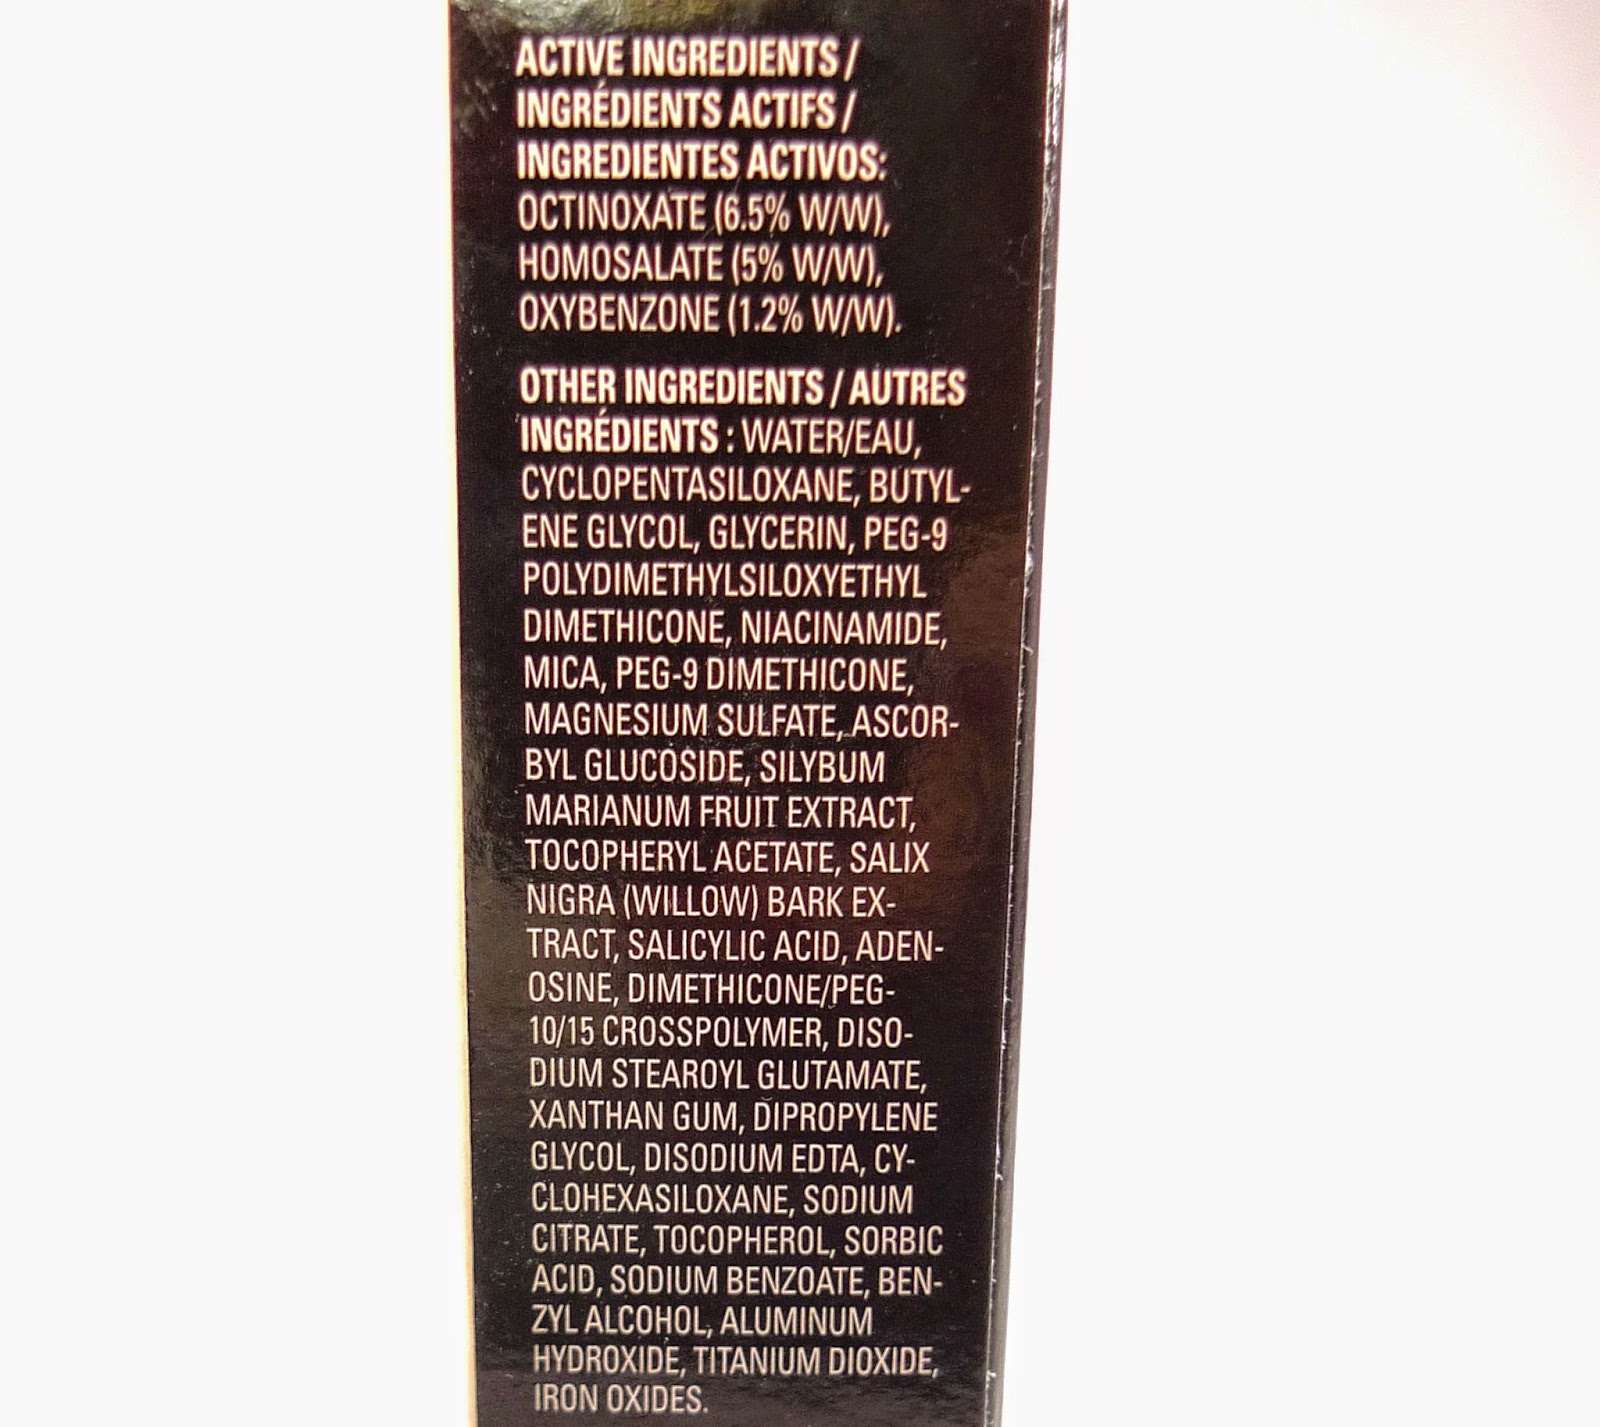 ACTIVE INGREDIENTS /
INGRÉDIENTS ACTIFS /
INGREDIENTES ACTIVOS:
OCTINOXATE (6.5% W/W),
HOMOSALATE (5% W/W),
OXYBENZONE (1.2% W/W).
OTHER INGREDIENTS / AUTRES
INGRÉDIENTS : WATER/EAU,
CYCLOPENTASILOXANE, BUTYL-
ENE GLYCOL, GLYCERIN, PEG-9
POLYDIMETHYLSILOXYETHYL
DIMETHICONE, NIACINAMIDE,
MICA, PEG-9 DIMETHICONE,
MAGNESIUM SULFATE, ASCOR-
BYL GLUCOSIDE, SILYBUM
MARIANUM FRUIT EXTRACT,
TOCOPHERYL ACETATE, SALIX
NIGRA (WILLOW) BARK EX-
TRACT, SALICYLIC ACID, ADEN-
OSINE, DIMETHICONE/PEG-
10/15 CROSSPOLYMER, DISO-
DIUM STEAROYL GLUTAMATE,
XANTHAN GUM, DIPROPYLENE
GLYCOL, DISODIUM EDTA, CY-
CLOHEXASILOXANE, SODIUM
CITRATE, TOCOPHEROL, SORBIC
ACID, SODIUM BENZOATE, BEN-
ZYL ALCOHOL, ALUMINUM
HYDROXIDE, TITANIUM DIOXIDE,
IRON OXIDES.